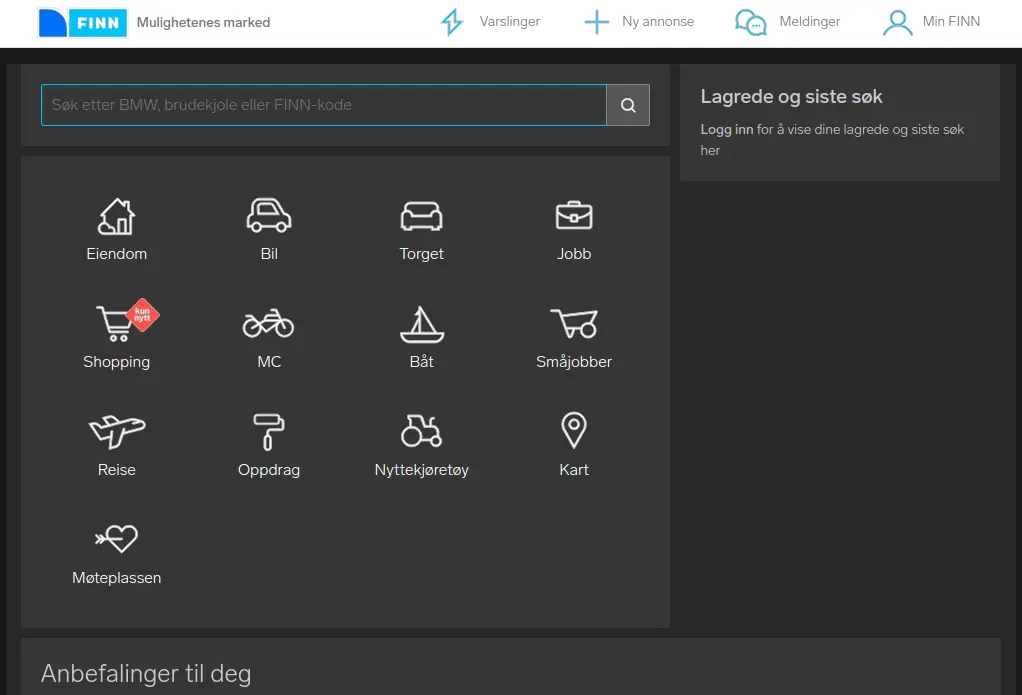 FINN Mulighetenes marked Varslinger Ny annonse Meldinger Min FINN
Søk etter BMW, brudekjole eller FINN-kode
Lagrede og siste søk
Logg inn for å vise dine lagrede og siste søk
her
Eiendom Bil Torget Jobb
kun
nytt
Shopping MC Båt Småjobber
Reise Oppdrag Nyttekjøretøy Kart
Møteplassen
Anbefalinger til deg